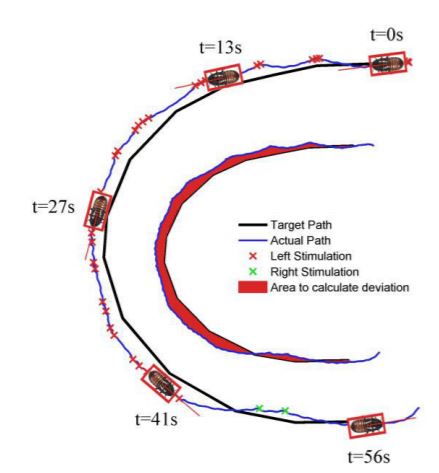 t=0s
t=13s
t=27s
Target Path
Actual Path
Left Stimulation
Right Stimulation
Area to calculate deviation
t=41s
t=56s